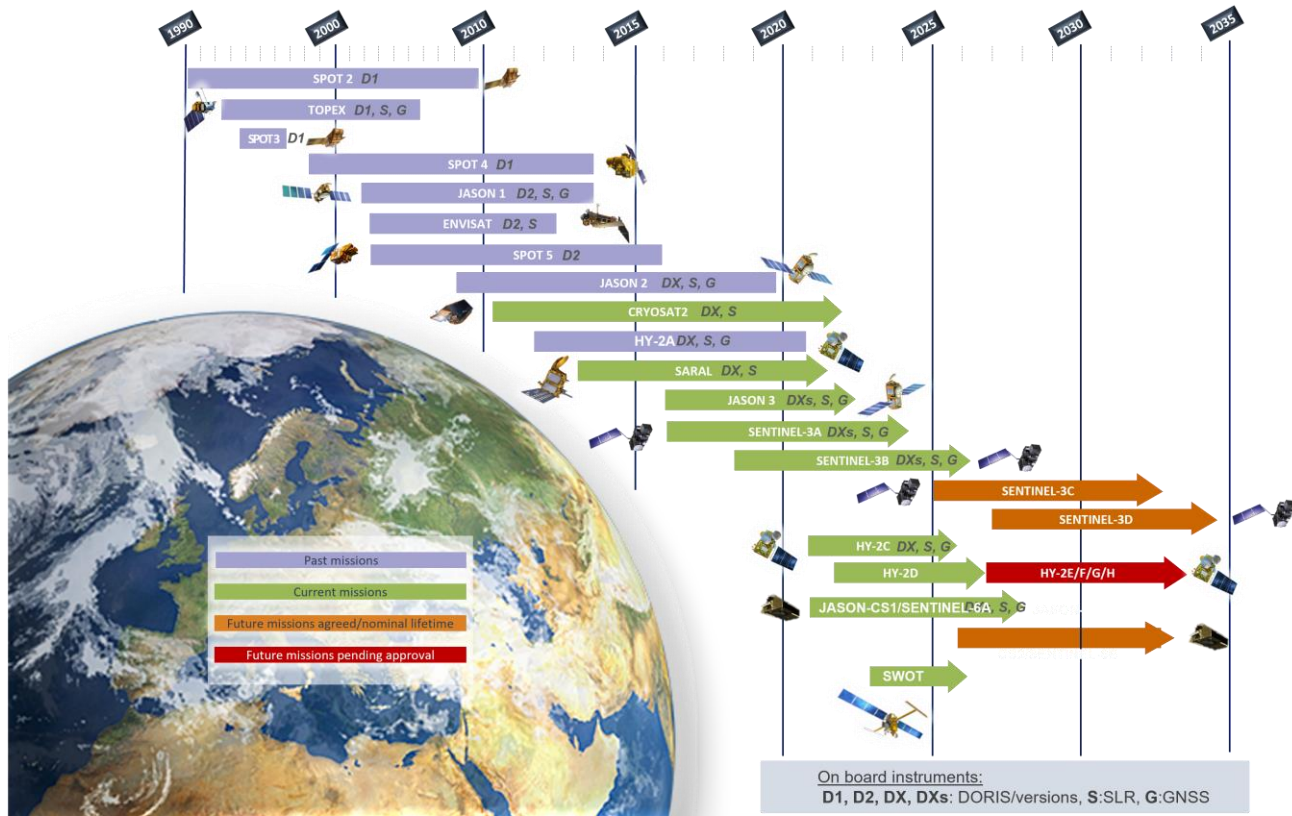 1990
2000
2010
2015
2020
2025
2030
2035
SPOT 2 D1
TOPEX D1, S, G
SPOT3 D1
SPOT 4 D1
JASON 1 D2, S, G
ENVISAT D2, S
SPOT 5 D2
JASON 2 DX, S, G
CRYOSAT2 DX, S
HY-2A DX, S, G
SARAL DX, S
JASON 3 DXs, S, G
SENTINEL-3A DXs, S, G
SENTINEL-3B DXs, S, G
SENTINEL-3C
SENTINEL-3D
HY-2C DX, S, G
HY-2D
HY-2E/F/G/H
JASON-CS1/SENTINEL-6A S, G
SWOT
Past missions
Current missions
Future missions agreed/nominal lifetime
Future missions pending approval
On board instruments:
D1, D2, DX, DXs: DORIS/versions, S:SLR, G:GNSS